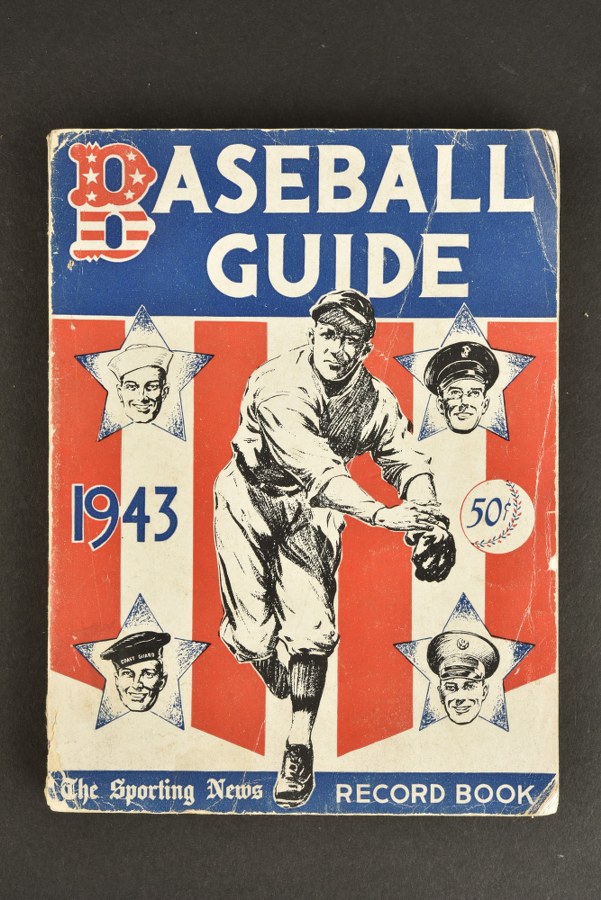 BASEBALL
GUIDE
1943
50¢
COAST GUARD
The Sporting News RECORD BOOK